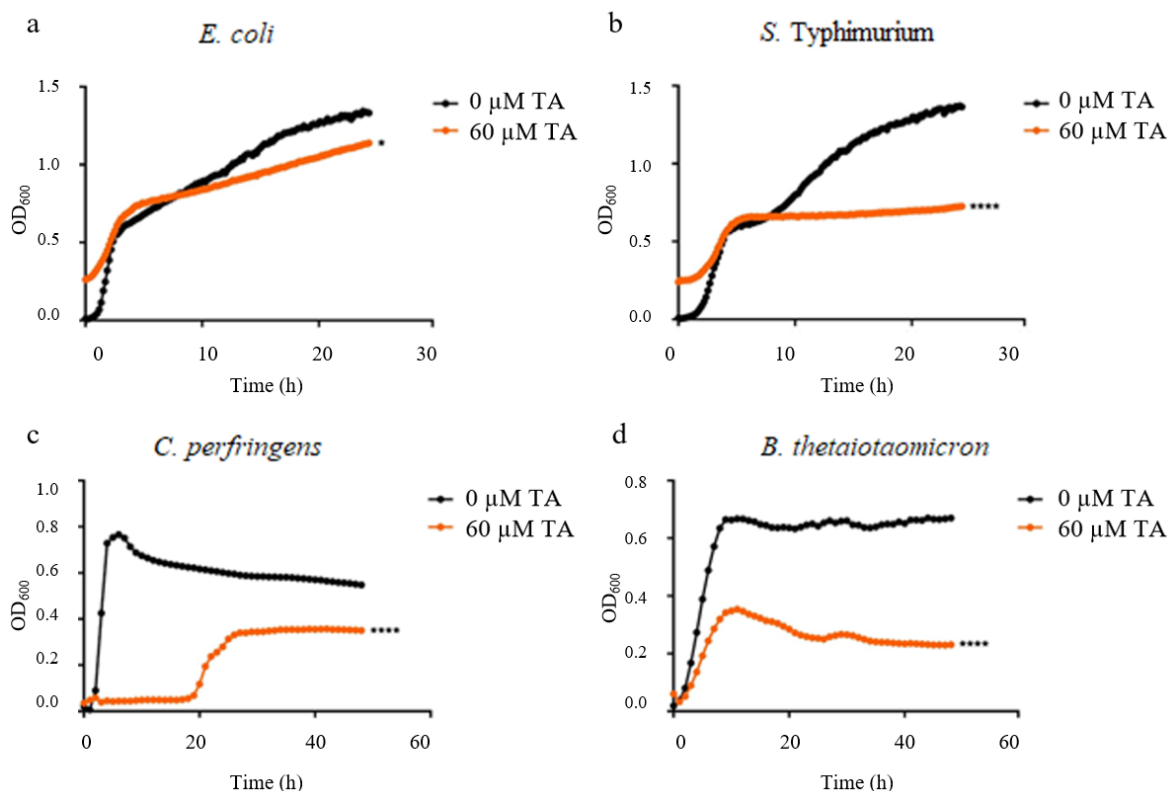 a
E. coli
1.5
1.0
0.5
0.0
OD600
0 10 20 30
Time (h)
0 µM TA
60 µM TA
*
b
S. Typhimurium
1.5
1.0
0.5
0.0
OD600
0 10 20 30
Time (h)
0 µM TA
60 µM TA
****
c
C. perfringens
1.0
0.8
0.6
0.4
0.2
0.0
OD600
0 20 40 60
Time (h)
0 µM TA
60 µM TA
****
d
B. thetaiotaomicron
0.8
0.6
0.4
0.2
0.0
OD600
0 20 40 60
Time (h)
0 µM TA
60 µM TA
****